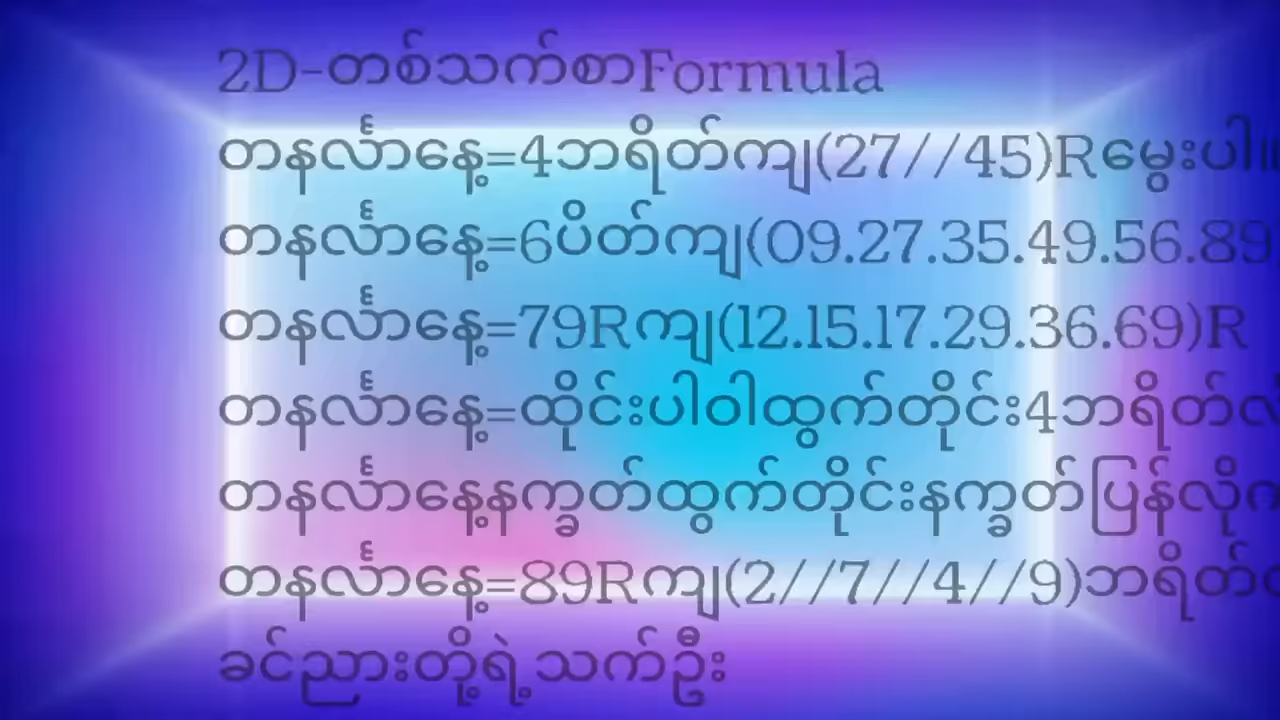 2D-တစ်သက်စာFormula
တနင်္လာနေ့=4ဘရိတ်ကျ(27//45)Rမွေးပါ။
တနင်္လာနေ့=6ပိတ်ကျ(09.27.35.49.56.89)
တနင်္လာနေ့=79Rကျ(12.15.17.29.36.69)R
တနင်္လာနေ့=ထိုင်းပါဝါထွက်တိုင်း4ဘရိတ်
တနင်္လာနေ့နက္ခတ်ထွက်တိုင်းနက္ခတ်ပြန်
တနင်္လာနေ့=89Rကျ(2//7//4//9)ဘရိတ်
ခင်ညားတို့ရဲ့သက်ဦး